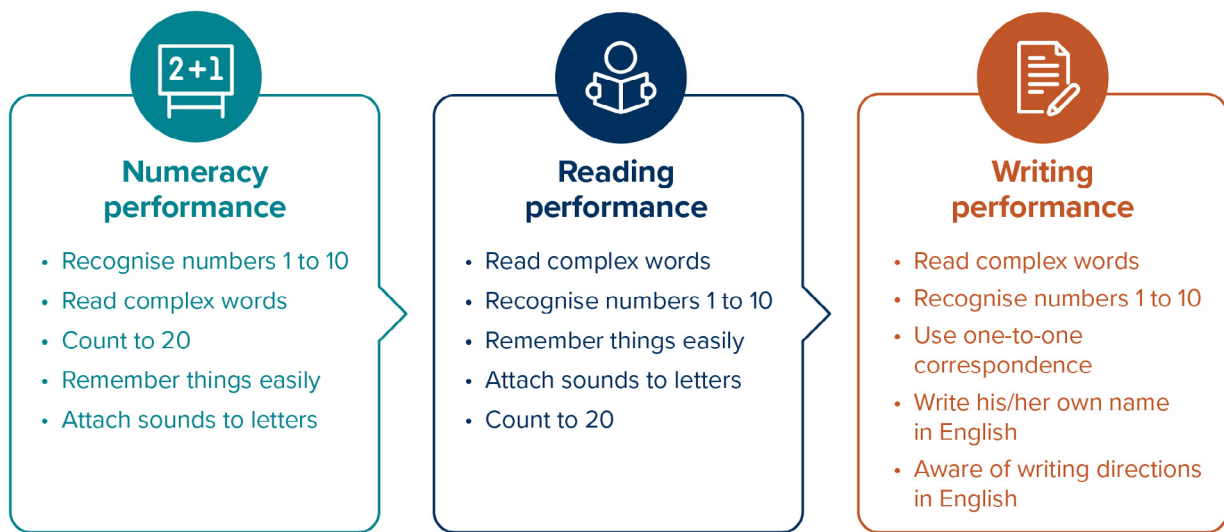 2+1
Numeracy
performance
• Recognise numbers 1 to 10
• Read complex words
• Count to 20
• Remember things easily
• Attach sounds to letters
Reading
performance
• Read complex words
• Recognise numbers 1 to 10
• Remember things easily
• Attach sounds to letters
• Count to 20
Writing
performance
• Read complex words
• Recognise numbers 1 to 10
• Use one-to-one
correspondence
• Write his/her own name
in English
• Aware of writing directions
in English